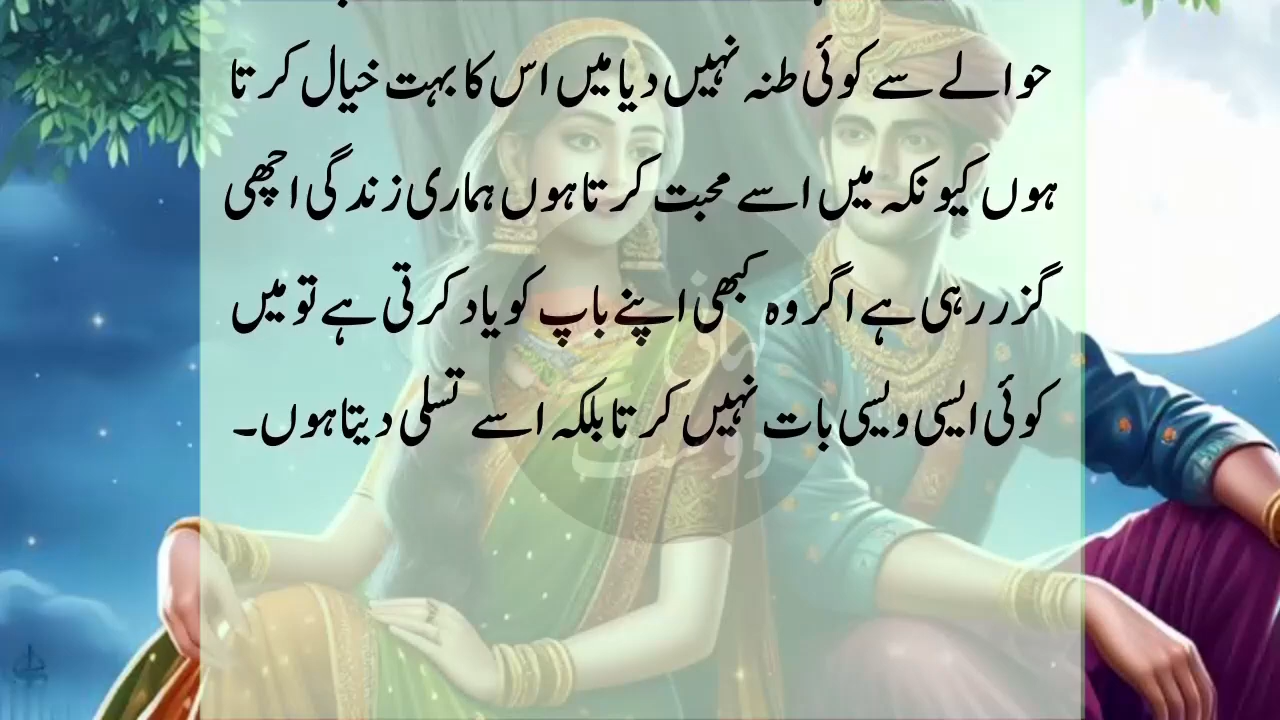 حوالے سے کوئی طنہ نہیں دیا میں اس کا بہت خیال کرتا
ہوں کیونکہ میں اسے محبت کرتا ہوں ہماری زندگی اچھی
گزر رہی ہے اگر وہ کبھی اپنے باپ کو یاد کرتی ہے تو میں
کوئی ایسی ویسی بات نہیں کرتا بلکہ اسے تسلی دیتا ہوں۔
دوست